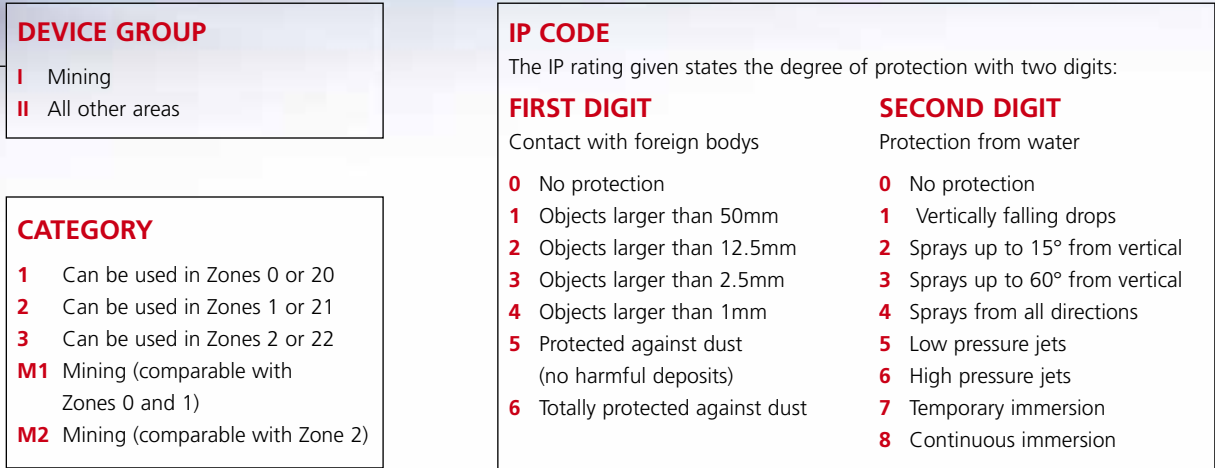 DEVICE GROUP
I Mining
II All other areas
CATEGORY
1 Can be used in Zones 0 or 20
2 Can be used in Zones 1 or 21
3 Can be used in Zones 2 or 22
M1 Mining (comparable with
Zones 0 and 1)
M2 Mining (comparable with Zone 2)
IP CODE
The IP rating given states the degree of protection with two digits:
FIRST DIGIT
Contact with foreign bodys
0 No protection
1 Objects larger than 50mm
2 Objects larger than 12.5mm
3 Objects larger than 2.5mm
4 Objects larger than 1mm
5 Protected against dust
(no harmful deposits)
6 Totally protected against dust
SECOND DIGIT
Protection from water
0 No protection
1 Vertically falling drops
2 Sprays up to 15° from vertical
3 Sprays up to 60° from vertical
4 Sprays from all directions
5 Low pressure jets
6 High pressure jets
7 Temporary immersion
8 Continuous immersion